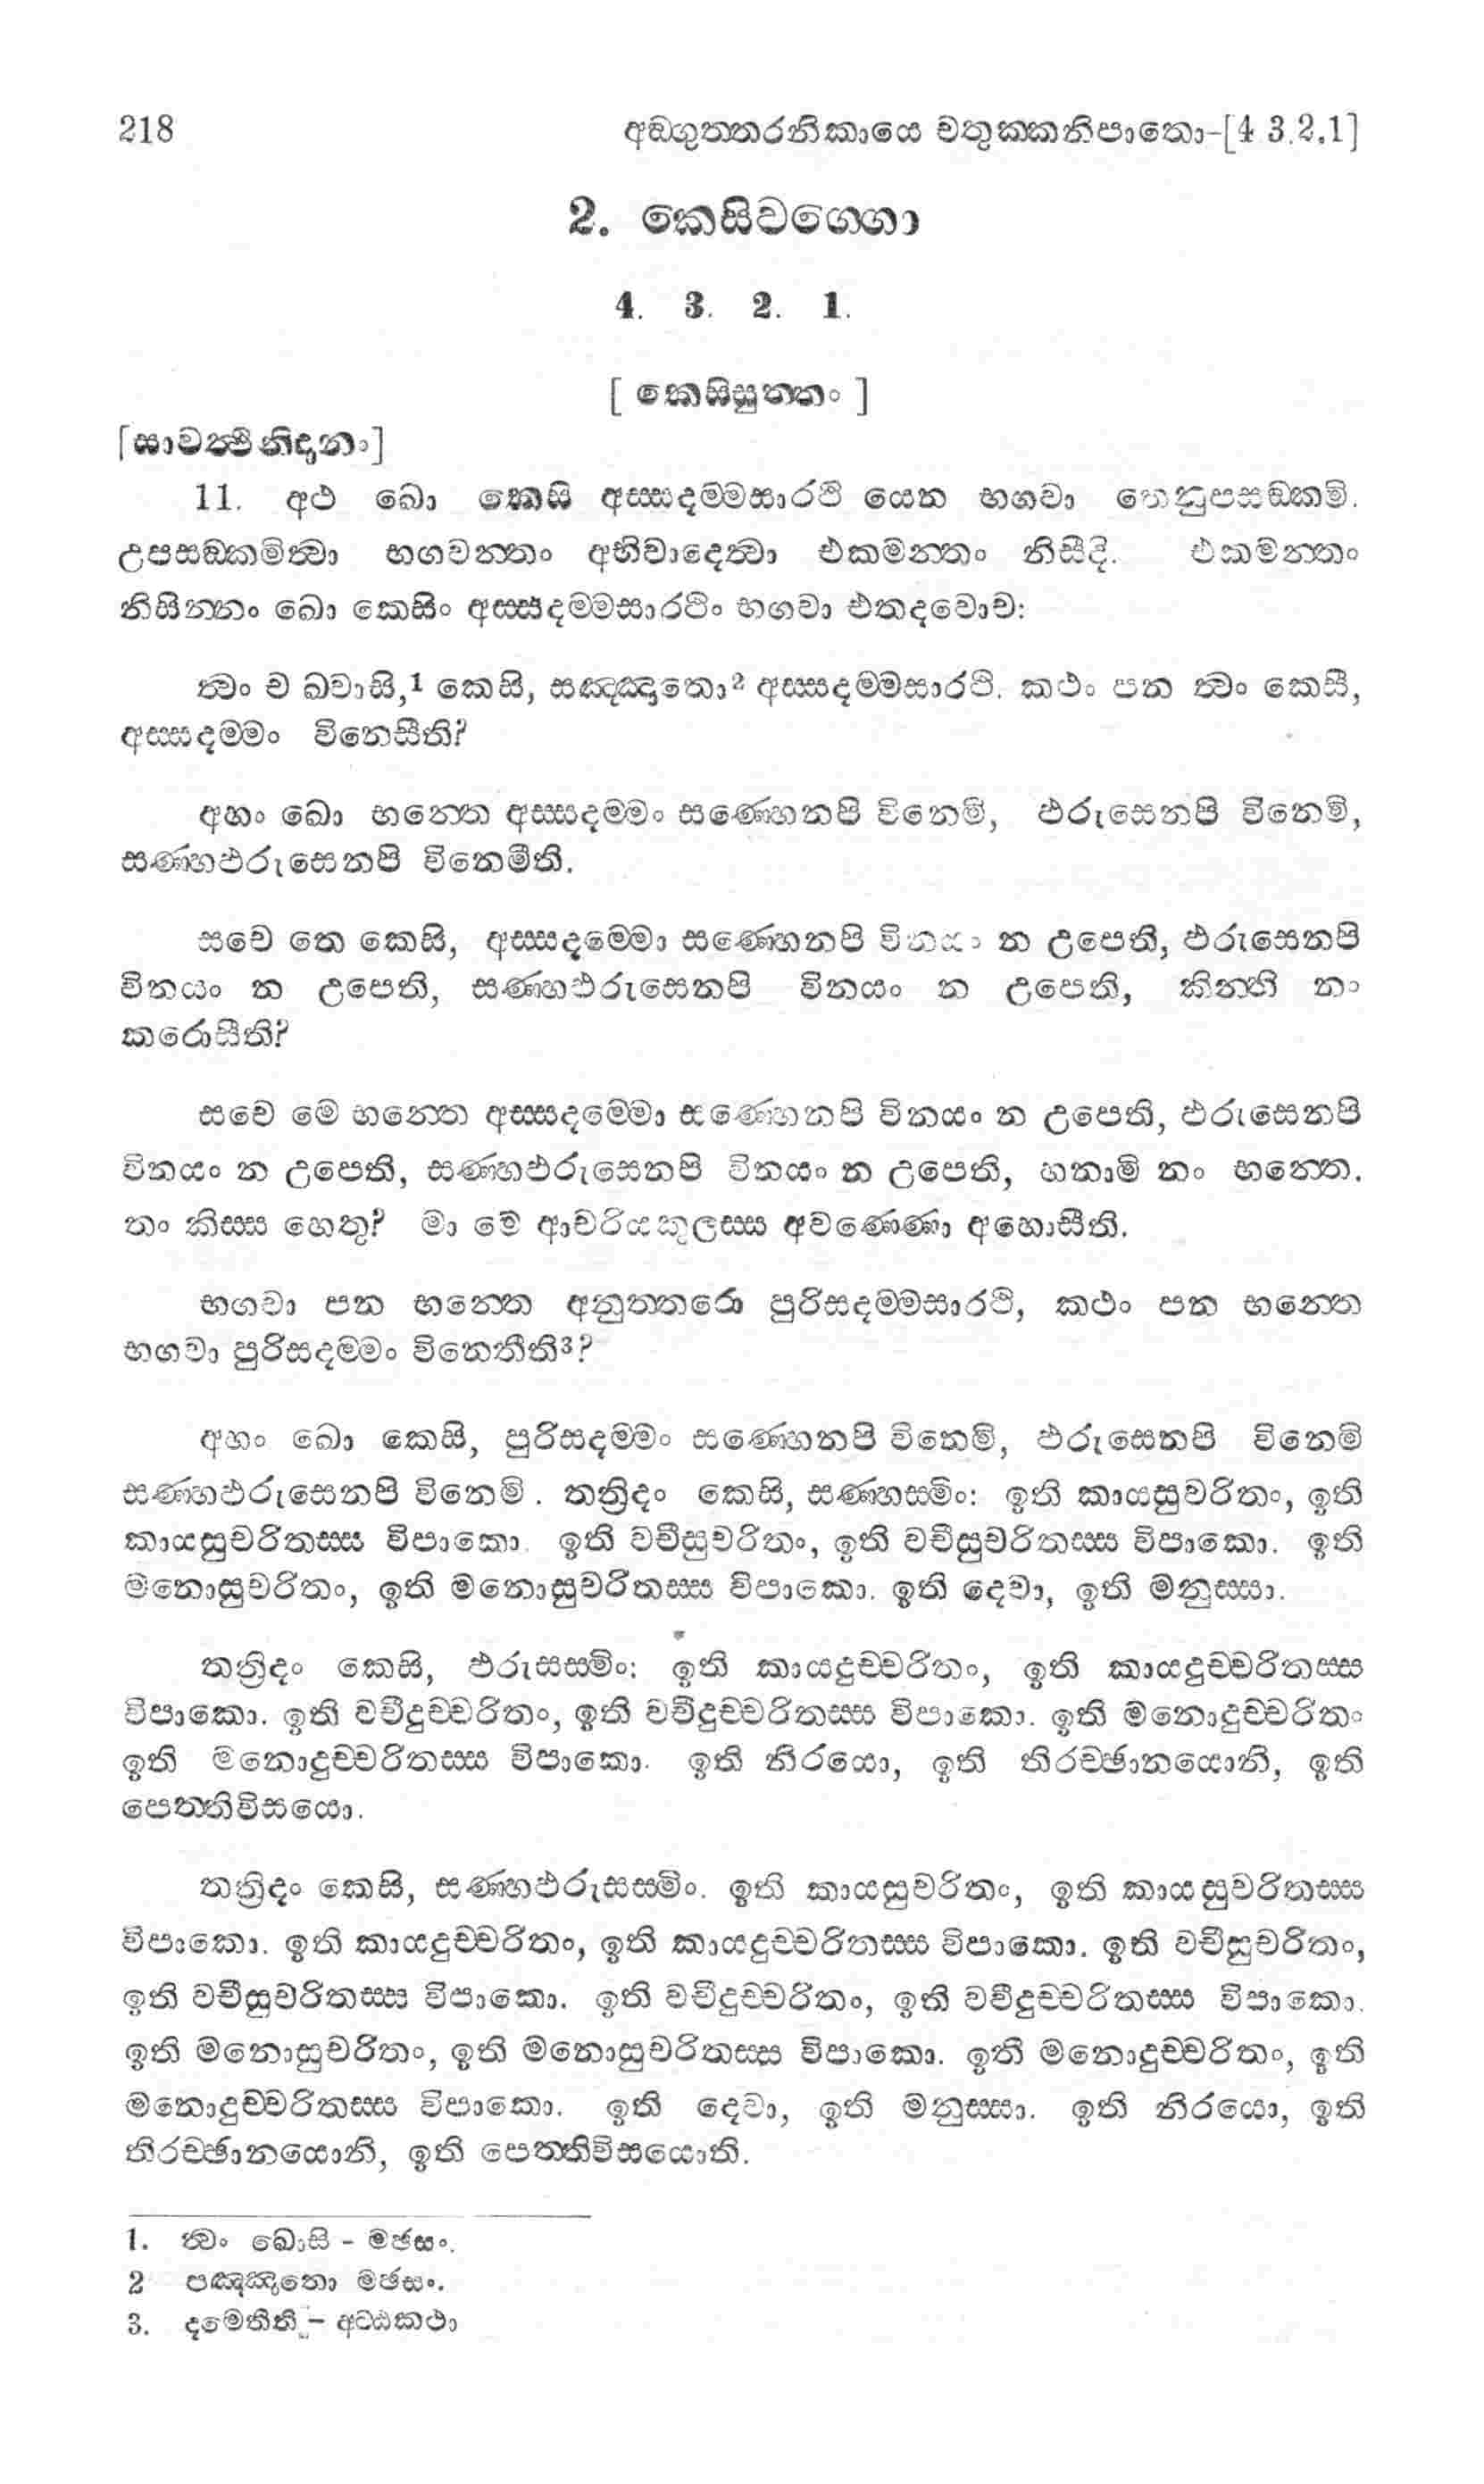 218 අඞ්ගුත්තරනිකායෙ චතුක්කනිපාතො-[4 3.2.1]
2. කෙසිවග්ගො
4. 3. 2. 1.
[ කෙසිසුත්තං ]
[සාවත්ථිනිදානං]
11. අථ ඛො කෙසි අස්සදම්මසාරථි යෙන භගවා තෙනුපසඞ්කමි.
උපසඞ්කමිත්වා භගවන්තං අභිවාදෙත්වා එකමන්තං නිසීදි. එකමන්තං
නිසින්නං ඛො කෙසිං අස්සදම්මසාරථිං භගවා එතදවොච:
ත්වං ච ඛවාසි,1 කෙසි, සඤ්ඤාතො2 අස්සදම්මසාරථි. කථං පන ත්වං කෙසි,
අස්සදම්මං විනෙසීති?
අහං ඛො භන්තෙ අස්සදම්මං සණ්හෙනපි විනෙමි, ඵරුසෙනපි විනෙමි,
සණ්හඵරුසෙනපි විනෙමීති.
සචෙ තෙ කෙසි, අස්සදම්මො සණ්හෙනපි විනයං න උපෙති, ඵරුසෙනපි
විනයං න උපෙති, සණ්හඵරුසෙනපි විනයං න උපෙති, කින්ති නං
කරොසීති?
සචෙ මෙ භන්තෙ අස්සදම්මො සණ්හෙනපි විනයං න උපෙති, ඵරුසෙනපි
විනයං න උපෙති, සණ්හඵරුසෙනපි විනයං න උපෙති, හනාමි නං භන්තෙ.
තං කිස්ස හෙතු? මා මෙ ආචරියකුලස්ස අවණ්ණො අහොසීති.
භගවා පන භන්තෙ අනුත්තරො පුරිසදම්මසාරථි, කථං පන භන්තෙ
භගවා පුරිසදම්මං විනෙතීති3?
අහං ඛො කෙසි, පුරිසදම්මං සණ්හෙනපි විනෙමි, ඵරුසෙනපි විනෙමි
සණ්හඵරුසෙනපි විනෙමි. තත්‍රිදං කෙසි, සණ්හස්මිං: ඉති කායසුචරිතං, ඉති
කායසුචරිතස්ස විපාකො. ඉති වචීසුචරිතං, ඉති වචීසුචරිතස්ස විපාකො. ඉති
මනොසුචරිතං, ඉති මනොසුචරිතස්ස විපාකො. ඉති දෙවා, ඉති මනුස්සා.
තත්‍රිදං කෙසි, ඵරුසස්මිං: ඉති කායදුච්චරිතං, ඉති කායදුච්චරිතස්ස
විපාකො. ඉති වචීදුච්චරිතං, ඉති වචීදුච්චරිතස්ස විපාකො. ඉති මනොදුච්චරිතං
ඉති මනොදුච්චරිතස්ස විපාකො. ඉති නිරයො, ඉති තිරච්ඡානයොනි, ඉති
පෙත්තිවිසයො.
තත්‍රිදං කෙසි, සණ්හඵරුසස්මිං. ඉති කායසුචරිතං, ඉති කායසුචරිතස්ස
විපාකො. ඉති කායදුච්චරිතං, ඉති කායදුච්චරිතස්ස විපාකො. ඉති වචීසුචරිතං,
ඉති වචීසුචරිතස්ස විපාකො. ඉති වචීදුච්චරිතං, ඉති වචීදුච්චරිතස්ස විපාකො.
ඉති මනොසුචරිතං, ඉති මනොසුචරිතස්ස විපාකො. ඉති මනොදුච්චරිතං, ඉති
මනොදුච්චරිතස්ස විපාකො. ඉති දෙවා, ඉති මනුස්සා. ඉති නිරයො, ඉති
තිරච්ඡානයොනි, ඉති පෙත්තිවිසයොති.
1. ත්වං ඛොසි - මඡසං.
2 පඤ්ඤාතො මඡසං.
3. දමෙතීති - අට්ඨකථා